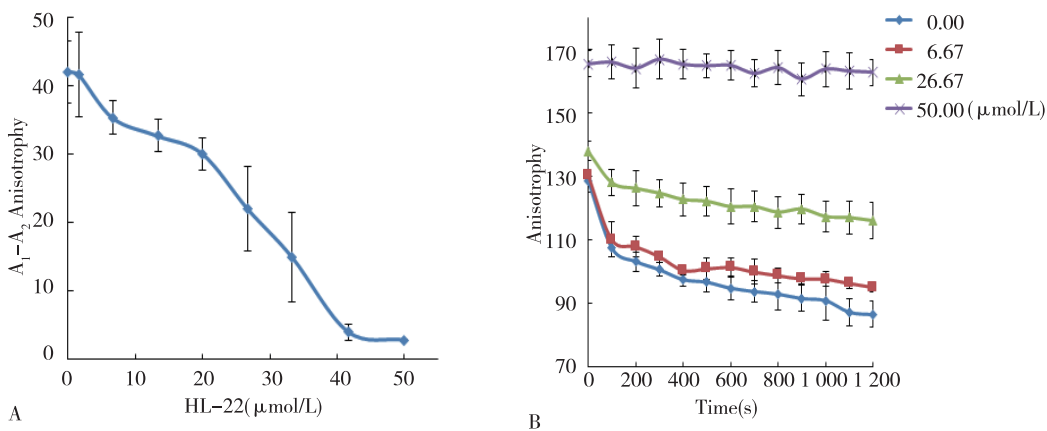 50
40
30
20
10
0
A₁-A₂ Anisotrophy
0 10 20 30 40 50
HL-22(μmol/L)
A
170
150
130
110
90
70
Anisotrophy
0 200 400 600 800 1 000 1 200
Time(s)
B
0.00
6.67
26.67
50.00(μmol/L)